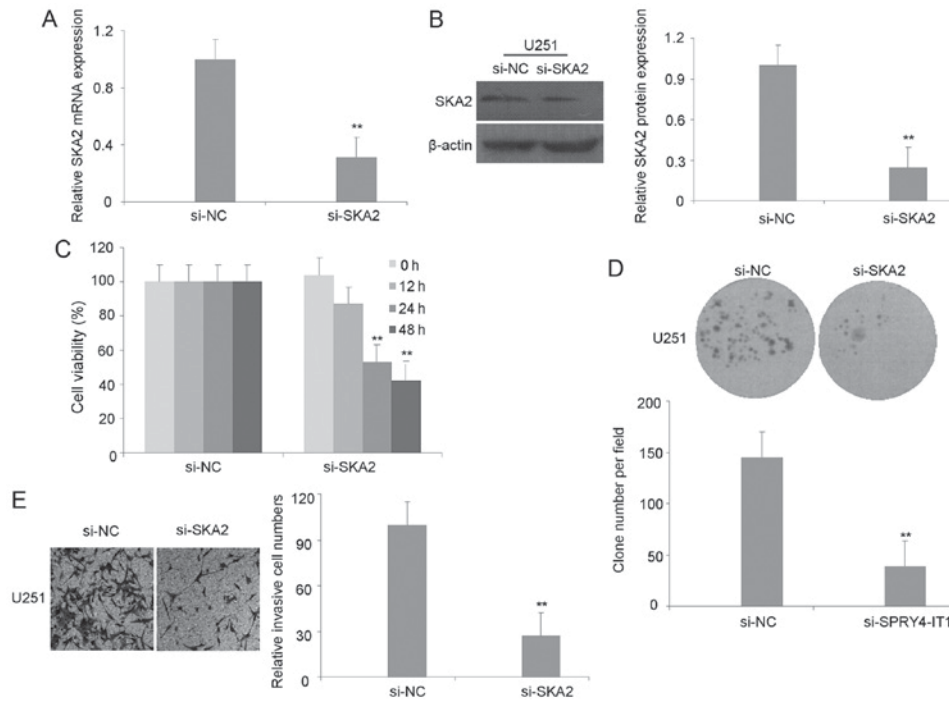 A
Relative SKA2 mRNA expression
1.2
0.8
0.4
0
**
si-NC
si-SKA2
B
U251
si-NC si-SKA2
SKA2
β-actin
Relative SKA2 protein expression
1.2
0.9
0.6
0.3
0
**
si-NC
si-SKA2
C
Cell viability (%)
120
100
80
60
40
20
0
0 h
12 h
24 h
48 h
**
**
si-NC
si-SKA2
D
si-NC
si-SKA2
U251
Clone number per field
200
150
100
50
0
**
si-NC
si-SPRY4-IT1
E
si-NC
si-SKA2
U251
Relative invasive cell numbers
120
90
60
30
0
**
si-NC
si-SKA2